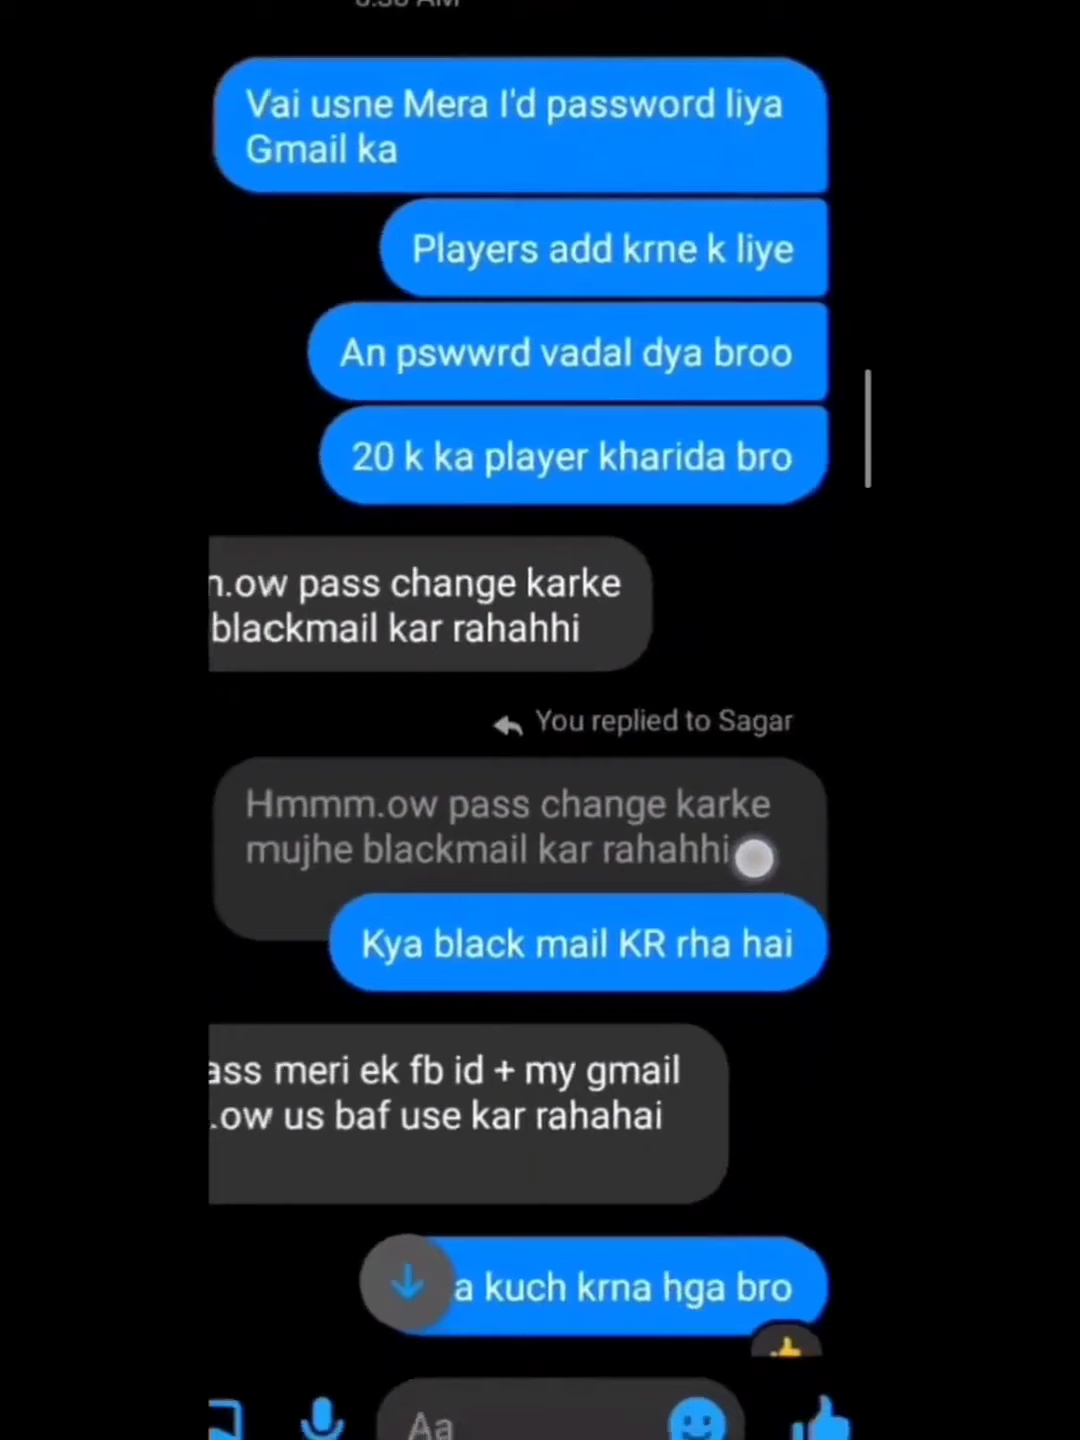 Vai usne Mera I'd password liya
Gmail ka
Players add krne k liye
An pswwrd vadal dya broo
20 k ka player kharida bro
.ow pass change karke
blackmail kar rahahhi
You replied to Sagar
Hmmm.ow pass change karke
mujhe blackmail kar rahahhi
Kya black mail KR rha hai
ass meri ek fb id + my gmail
.ow us baf use kar rahahai
a kuch krna hga bro
Aa